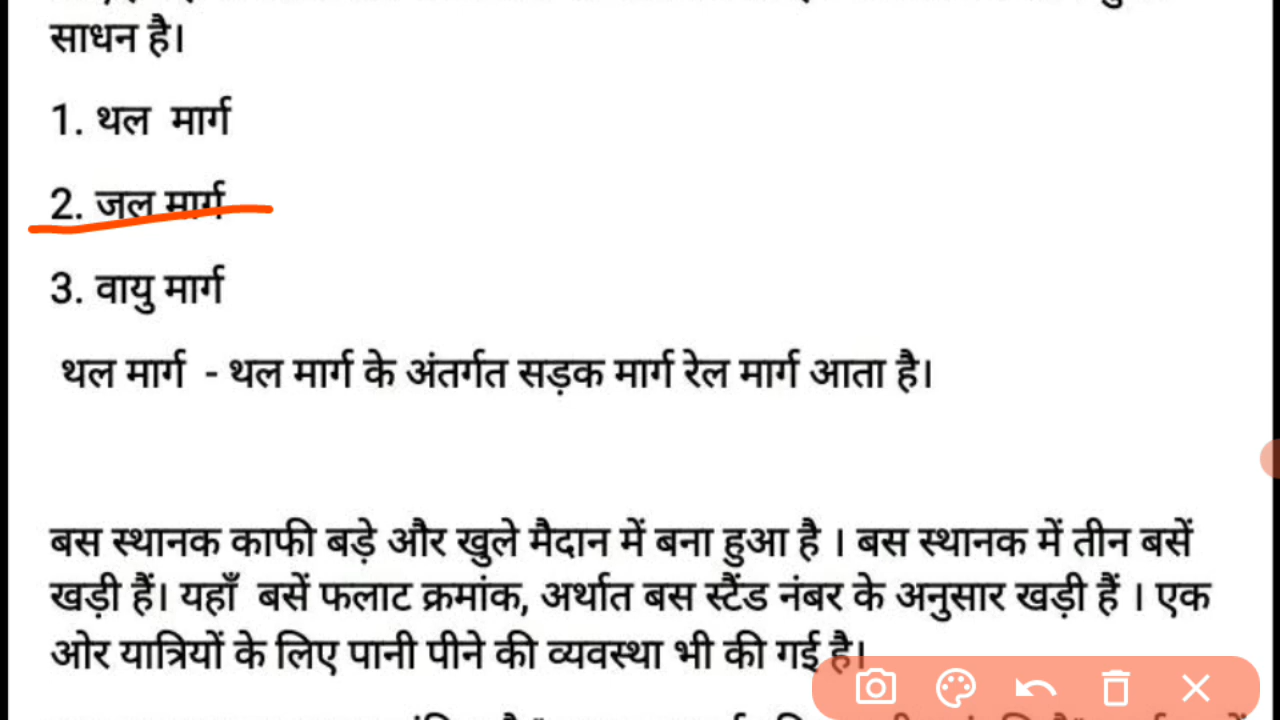 साधन है।
1. थल मार्ग
2. जल मार्ग
3. वायु मार्ग
थल मार्ग - थल मार्ग के अंतर्गत सड़क मार्ग रेल मार्ग आता है।
बस स्थानक काफी बड़े और खुले मैदान में बना हुआ है । बस स्थानक में तीन बसें
खड़ी हैं। यहाँ बसें फलाट क्रमांक, अर्थात बस स्टैंड नंबर के अनुसार खड़ी हैं । एक
ओर यात्रियों के लिए पानी पीने की व्यवस्था भी की गई है।